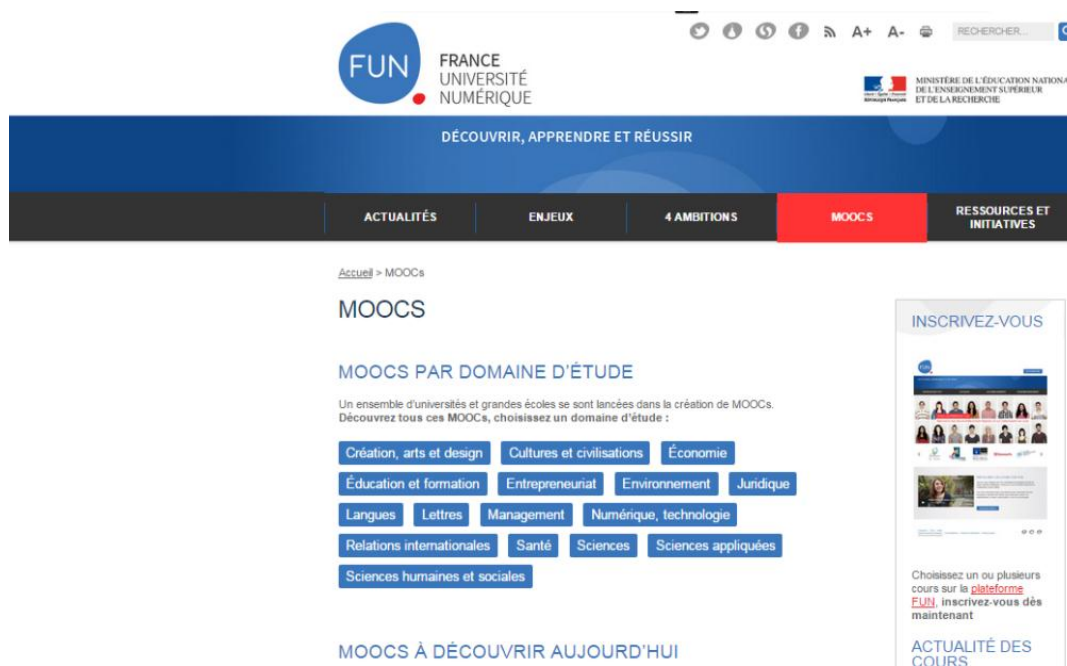 A+ A- RECHERCHER...
FUN
FRANCE
UNIVERSITÉ
NUMÉRIQUE
MINISTÈRE DE L'ÉDUCATION NATIONA
DE L'ENSEIGNEMENT SUPÉRIEUR
ET DE LA RECHERCHE
DÉCOUVRIR, APPRENDRE ET RÉUSSIR
ACTUALITÉS ENJEUX 4 AMBITIONS MOOCS RESSOURCES ET INITIATIVES
Accueil > MOOCs
MOOCS
MOOCS PAR DOMAINE D'ÉTUDE
Un ensemble d'universités et grandes écoles se sont lancées dans la création de MOOCs.
Découvrez tous ces MOOCs, choisissez un domaine d'étude :
Création, arts et design Cultures et civilisations Économie
Éducation et formation Entrepreneuriat Environnement Juridique
Langues Lettres Management Numérique, technologie
Relations internationales Santé Sciences Sciences appliquées
Sciences humaines et sociales
MOOCS À DÉCOUVRIR AUJOURD'HUI
INSCRIVEZ-VOUS
Choisissez un ou plusieurs
cours sur la plateforme
FUN, inscrivez-vous dès
maintenant
ACTUALITÉ DES
COURS